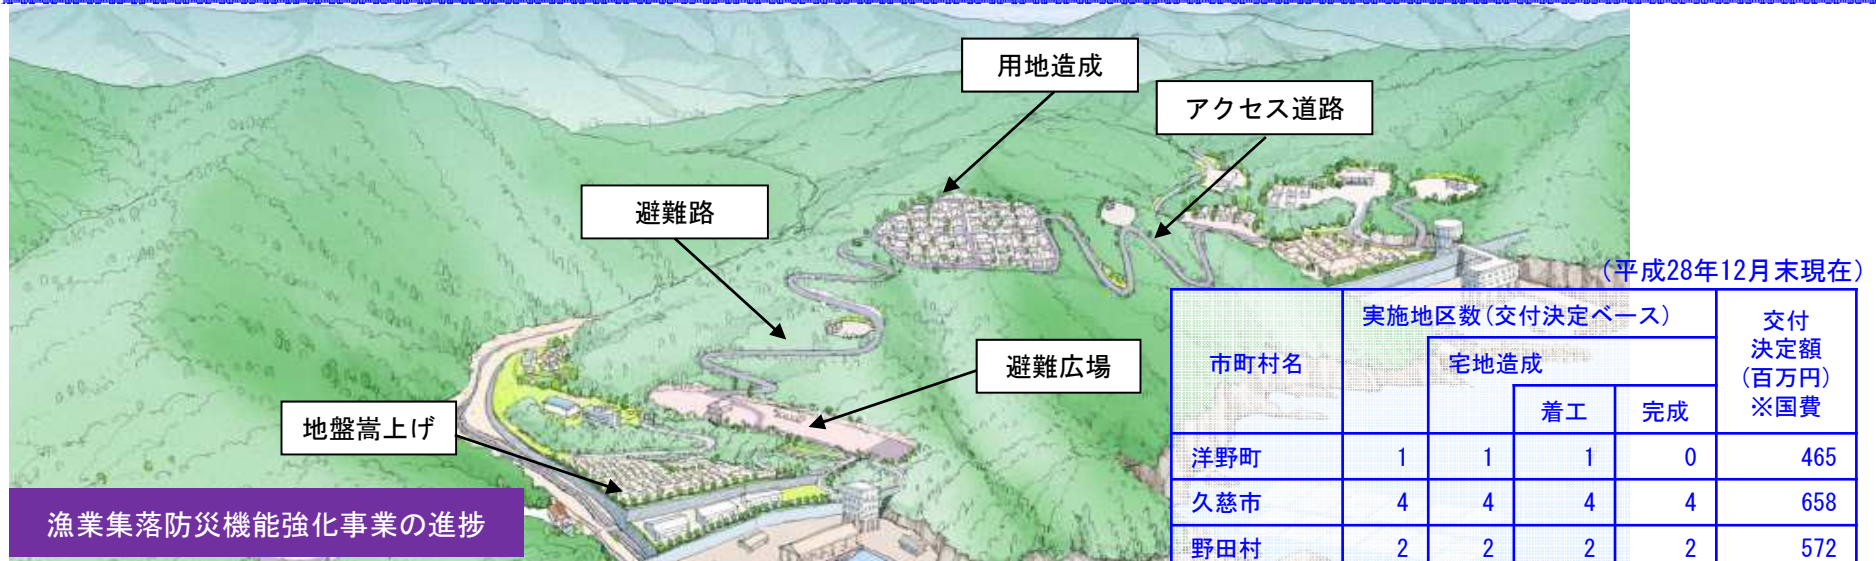 用地造成
アクセス道路
避難路
避難広場
地盤嵩上げ
漁業集落防災機能強化事業の進捗
(平成28年12月末現在)
市町村名
実施地区数(交付決定ベース)
宅地造成
着工 完成
交付
決定額
(百万円)
※国費
洋野町 1 1 1 0 465
久慈市 4 4 4 4 658
野田村 2 2 2 2 572